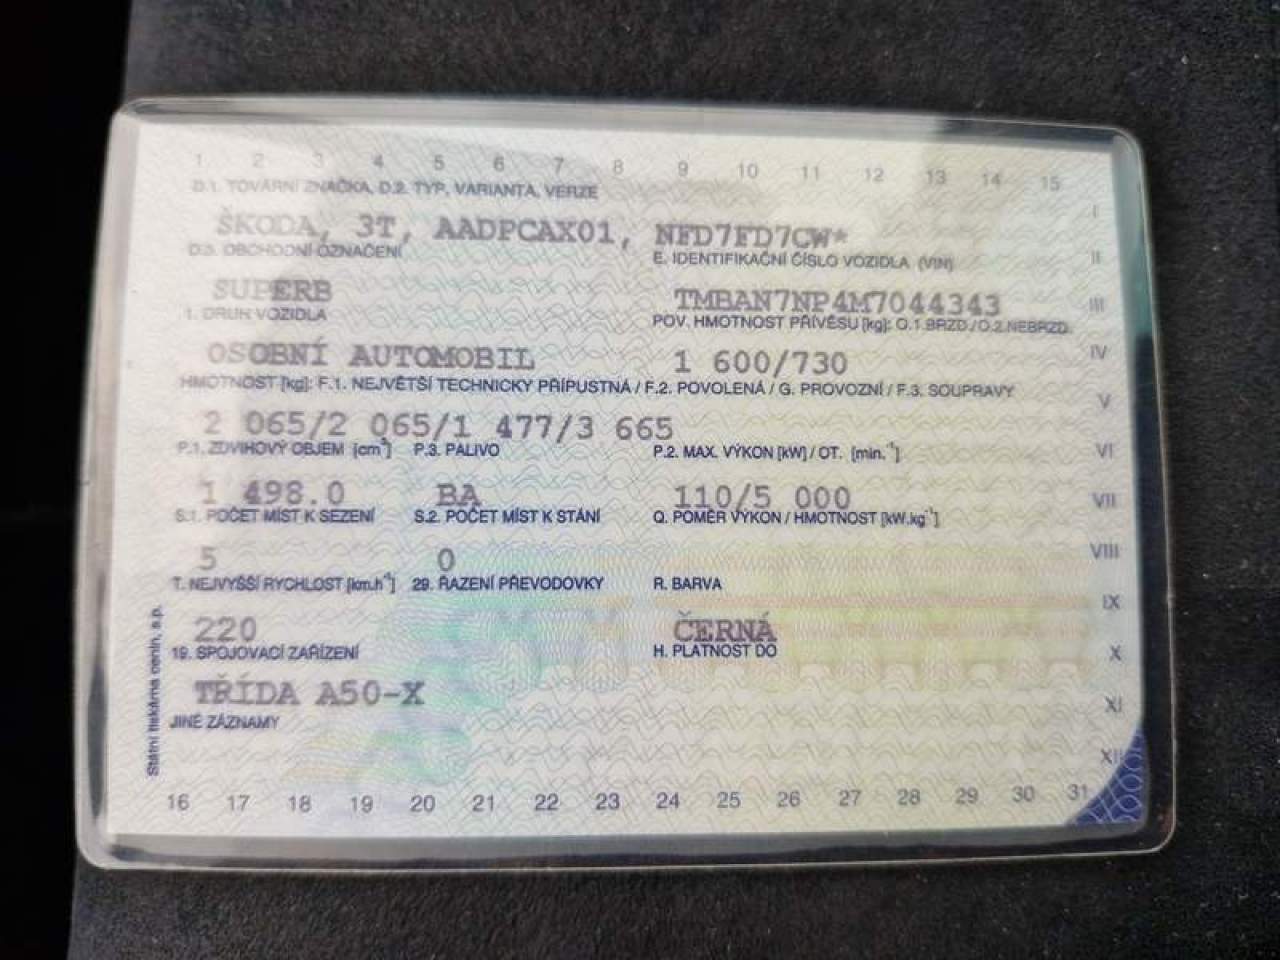 1 2 3 4 5 6 7 8 9 10 11 12 13 14 15
D.1. TOVÁRNÍ ZNAČKA, D.2. TYP, VARIANTA, VERZE
I
ŠKODA, 3T, AADPCAX01, NFD7FD7CW*
D.3. OBCHODNÍ OZNAČENÍ E. IDENTIFIKAČNÍ ČÍSLO VOZIDLA (VIN)
II
SUPERB TMBAN7NP4M7044343
III
1. DRUH VOZIDLA POV. HMOTNOST PŘÍVĚSU [kg]: O.1.BRZD./O.2.NEBRZD.
OSOBNÍ AUTOMOBIL 1 600/730
IV
HMOTNOST [kg]: F.1. NEJVĚTŠÍ TECHNICKY PŘÍPUSTNÁ / F.2. POVOLENÁ / G. PROVOZNÍ / F.3. SOUPRAVY
V
2 065/2 065/1 477/3 665
P.1. ZDVIHOVÝ OBJEM [cm³] P.3. PALIVO P.2. MAX. VÝKON [kW] / OT. [min.⁻¹]
VI
1 498.0 BA 110/5 000
VII
S.1. POČET MÍST K SEZENÍ S.2. POČET MÍST K STÁNÍ Q. POMĚR VÝKON / HMOTNOST [kW.kg⁻¹]
5 0
VIII
T. NEJVYŠŠÍ RYCHLOST [km.h⁻¹] 29. ŘAZENÍ PŘEVODOVKY R. BARVA
IX
220 ČERNÁ
19. SPOJOVACÍ ZAŘÍZENÍ H. PLATNOST DO
X
TŘÍDA A50-X
XI
JINÉ ZÁZNAMY
XII
16 17 18 19 20 21 22 23 24 25 26 27 28 29 30 31
Státní tiskárna cenin, s.p.